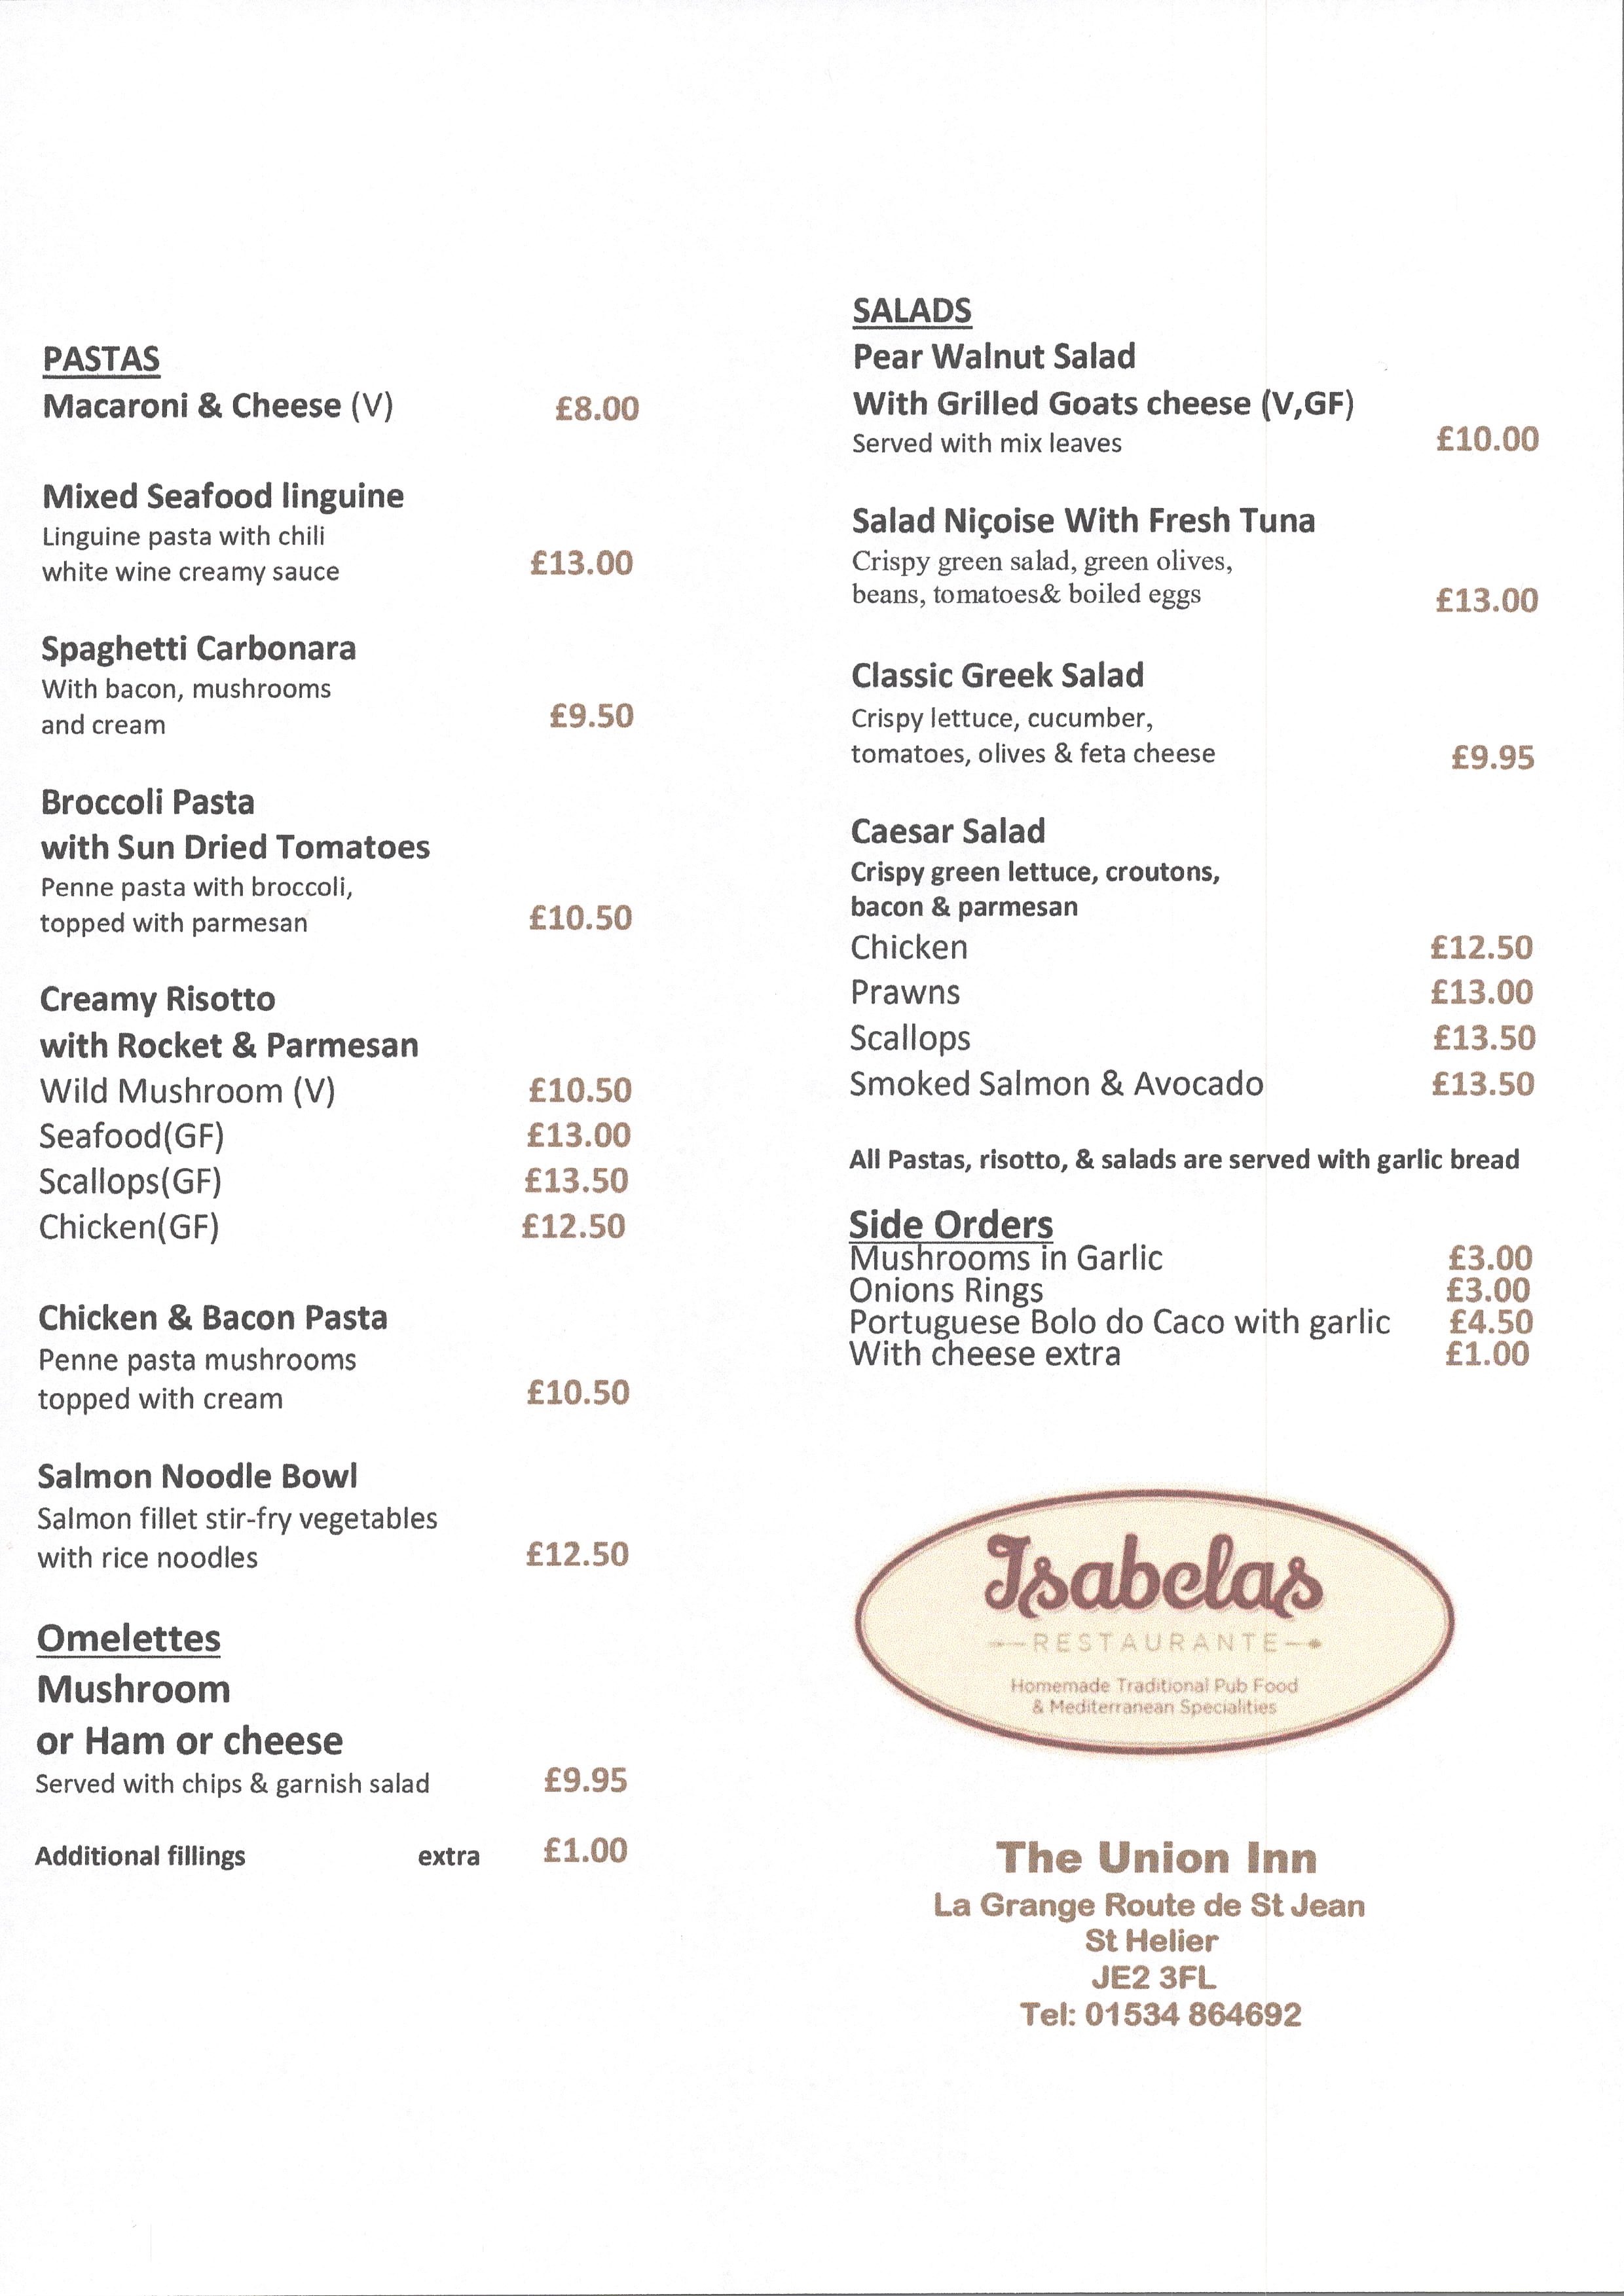 PASTAS
Macaroni & Cheese (V) £8.00
Mixed Seafood linguine
Linguine pasta with chili
white wine creamy sauce £13.00
Spaghetti Carbonara
With bacon, mushrooms
and cream £9.50
Broccoli Pasta
with Sun Dried Tomatoes
Penne pasta with broccoli,
topped with parmesan £10.50
Creamy Risotto
with Rocket & Parmesan
Wild Mushroom (V) £10.50
Seafood(GF) £13.00
Scallops(GF) £13.50
Chicken(GF) £12.50
Chicken & Bacon Pasta
Penne pasta mushrooms
topped with cream £10.50
Salmon Noodle Bowl
Salmon fillet stir-fry vegetables
with rice noodles £12.50
Omelettes
Mushroom
or Ham or cheese
Served with chips & garnish salad £9.95
Additional fillings extra £1.00
SALADS
Pear Walnut Salad
With Grilled Goats cheese (V,GF)
Served with mix leaves £10.00
Salad Niçoise With Fresh Tuna
Crispy green salad, green olives,
beans, tomatoes& boiled eggs £13.00
Classic Greek Salad
Crispy lettuce, cucumber,
tomatoes, olives & feta cheese £9.95
Caesar Salad
Crispy green lettuce, croutons,
bacon & parmesan
Chicken £12.50
Prawns £13.00
Scallops £13.50
Smoked Salmon & Avocado £13.50
All Pastas, risotto, & salads are served with garlic bread
Side Orders
Mushrooms in Garlic £3.00
Onions Rings £3.00
Portuguese Bolo do Caco with garlic £4.50
With cheese extra £1.00
Isabelas
RESTAURANTE
Homemade Traditional Pub Food
& Mediterranean Specialities
The Union Inn
La Grange Route de St Jean
St Helier
JE2 3FL
Tel: 01534 864692